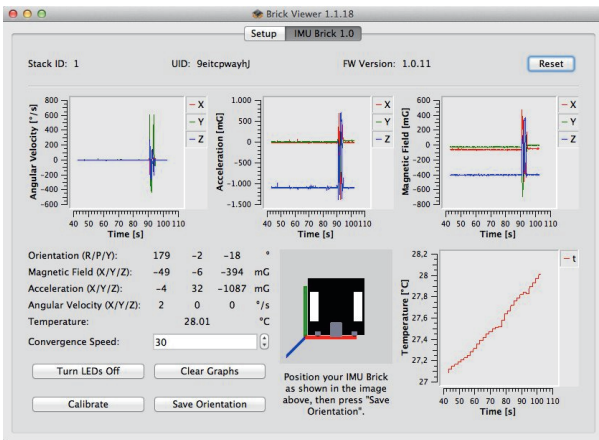 Brick Viewer 1.1.18
Setup IMU Brick 1.0
Stack ID: 1 UID: 9eitcpwayhJ FW Version: 1.0.11 Reset
Angular Velocity [°/s]
800
600
400
200
0
-200
-400
-600
40 50 60 70 80 90 100 110
Time [s]
X
Y
Z
Acceleration [mG]
1.000
500
0
-500
-1.000
-1.500
40 50 60 70 80 90 100 110
Time [s]
X
Y
Z
Magnetic Field [mG]
600
400
200
0
-200
-400
-600
-800
40 50 60 70 80 90 100 110
Time [s]
X
Y
Z
Orientation (R/P/Y): 179 -2 -18 °
Magnetic Field (X/Y/Z): -49 -6 -394 mG
Acceleration (X/Y/Z): -4 32 -1087 mG
Angular Velocity (X/Y/Z): 2 0 0 °/s
Temperature: 28.01 °C
Convergence Speed: 30
Turn LEDs Off Clear Graphs
Calibrate Save Orientation
Position your IMU Brick
as shown in the image
above, then press "Save
Orientation".
Temperature [°C]
28,2
28
27,8
27,6
27,4
27,2
27
40 50 60 70 80 90 100 110
Time [s]
t